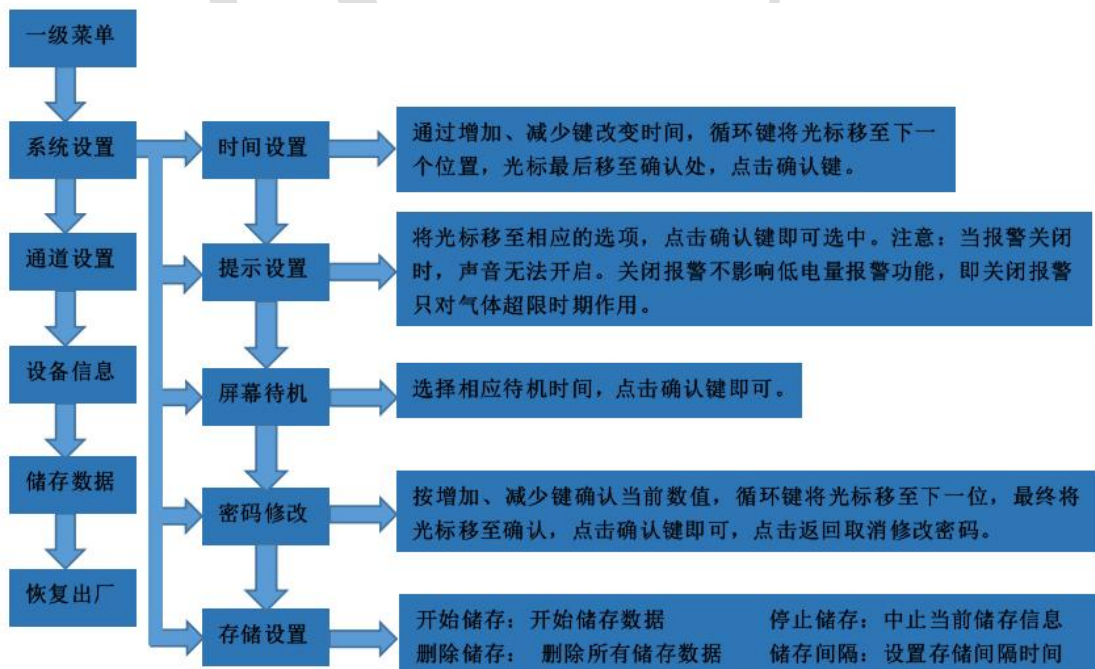 一级菜单
系统设置
时间设置
通过增加、减少键改变时间，循环键将光标移至下一
个位置，光标最后移至确认处，点击确认键。
通道设置
提示设置
将光标移至相应的选项，点击确认键即可选中。注意：当报警关闭
时，声音无法开启。关闭报警不影响低电量报警功能，即关闭报警
只对气体超限时期作用。
设备信息
屏幕待机
选择相应待机时间，点击确认键即可。
储存数据
密码修改
按增加、减少键确认当前数值，循环键将光标移至下一位，最终将
光标移至确认，点击确认键即可，点击返回取消修改密码。
恢复出厂
存储设置
开始储存：开始储存数据 停止储存：中止当前储存信息
删除储存： 删除所有储存数据 储存间隔：设置存储间隔时间